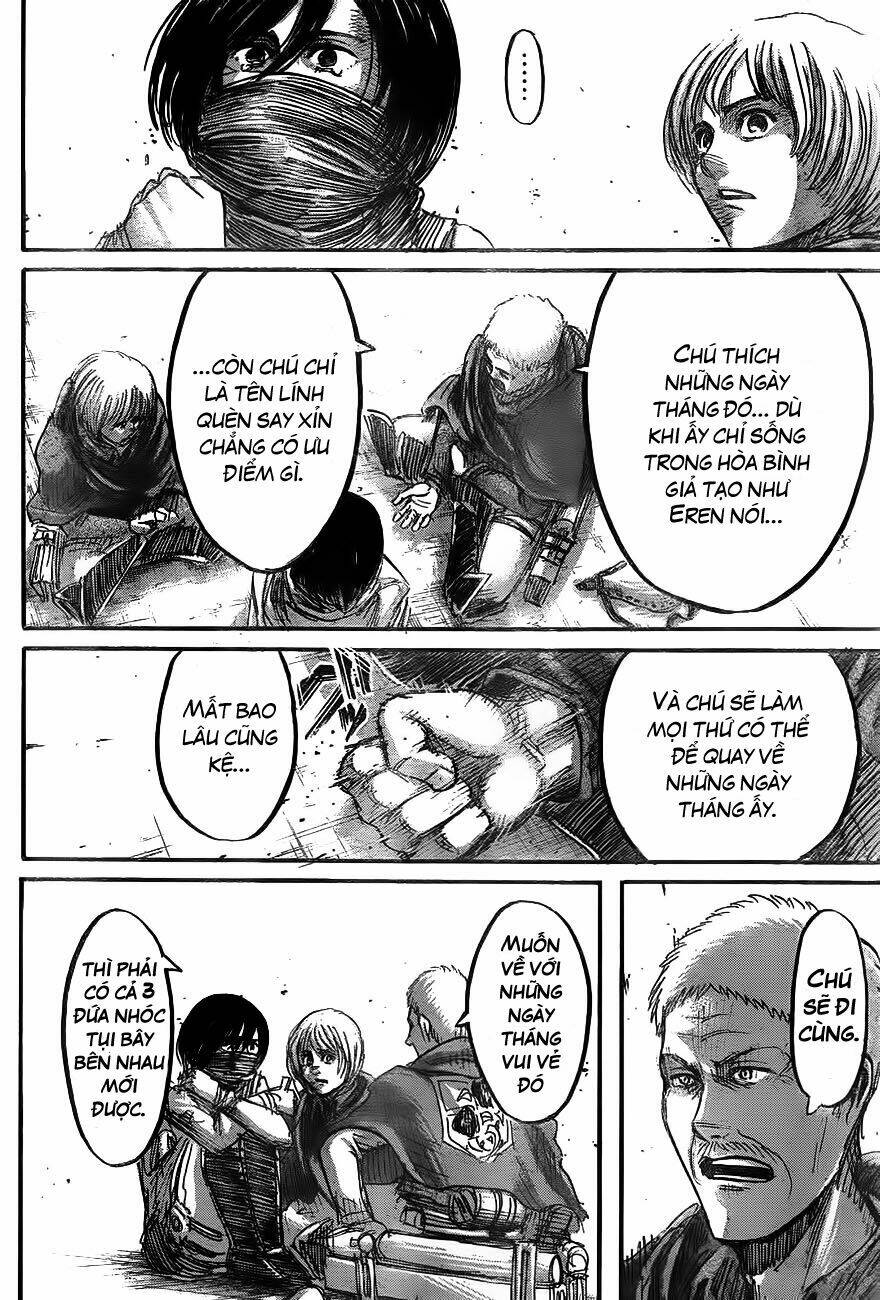 ......
CHÚ THÍCH
NHỮNG NGÀY
THÁNG ĐÓ... DÙ
KHI ẤY CHỈ SỐNG
TRONG HÒA BÌNH
GIẢ TẠO NHƯ
EREN NÓI...
...CÒN CHÚ CHỈ
LÀ TÊN LÍNH
QUÈN SAY XỈN
CHẲNG CÓ ƯU
ĐIỂM GÌ.
VÀ CHÚ SẼ LÀM
MỌI THỨ CÓ THỂ
ĐỂ QUAY VỀ
NHỮNG NGÀY
THÁNG ẤY.
MẤT BAO
LÂU CŨNG
KỆ...
CHÚ
SẼ ĐI
CÙNG.
MUỐN
VỀ VỚI
NHỮNG
NGÀY
THÁNG
VUI VẺ
ĐÓ
THÌ PHẢI
CÓ CẢ 3
ĐỨA NHÓC
TỤI BÂY
BÊN NHAU
MỚI
ĐƯỢC.